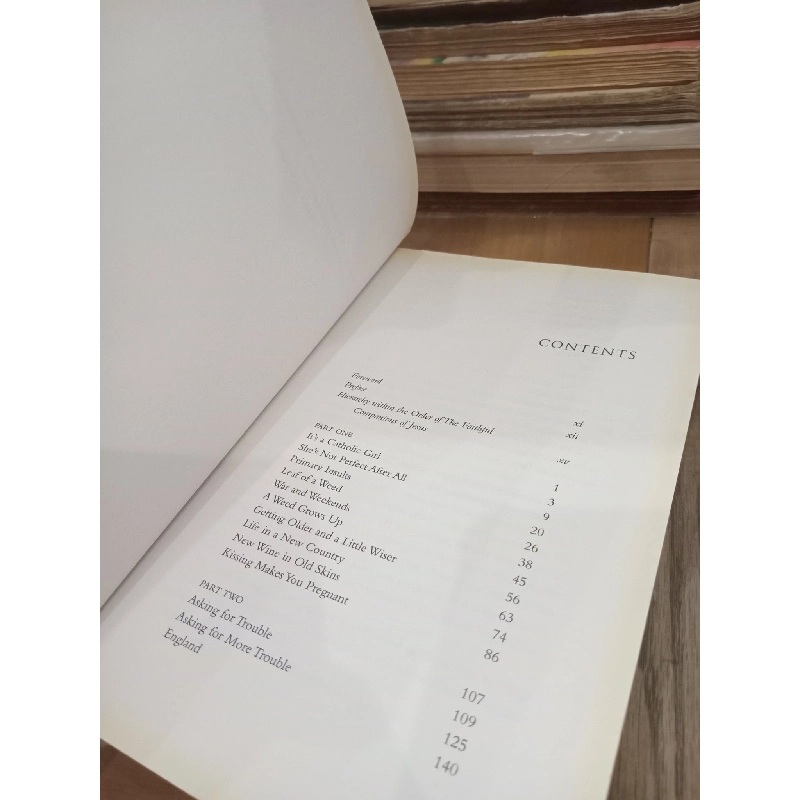 CONTENTS
Foreword xi
Preface xiii
Hierarchy within the Order of The Faithful
Companions of Jesus xv
PART ONE 1
It's a Catholic Girl 3
She's Not Perfect After All 9
Primary Insults 20
Leaf of a Weed 26
War and Weekends 38
A Weed Grows Up 45
Getting Older and a Little Wiser 56
Life in a New Country 63
New Wine in Old Skins 74
Kissing Makes You Pregnant 86
PART TWO 107
Asking for Trouble 109
Asking for More Trouble 125
England 140